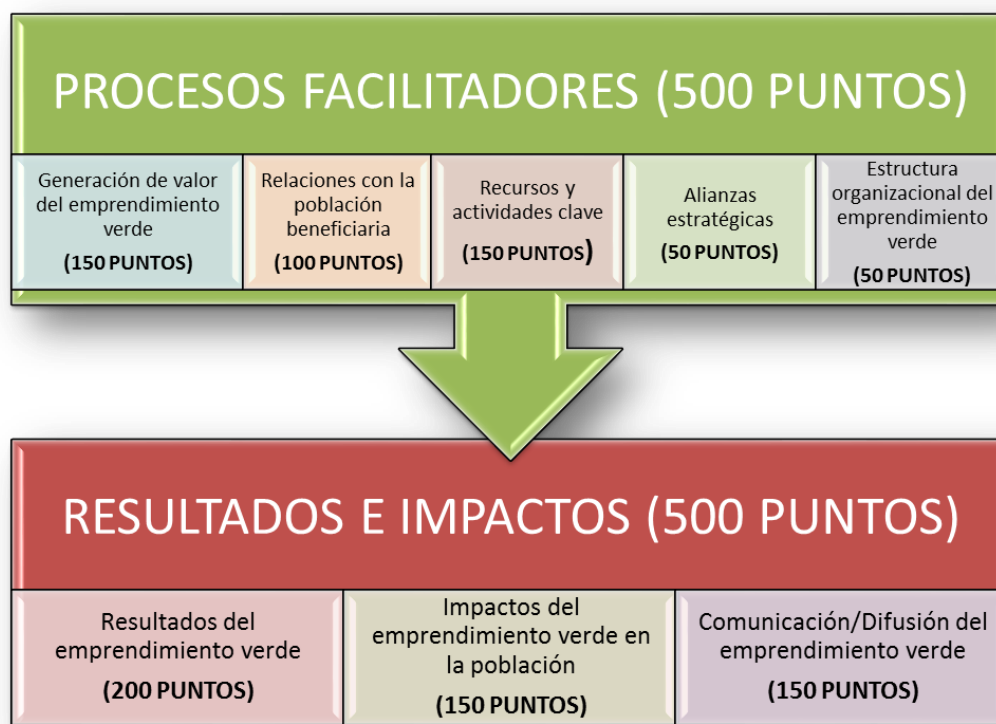 PROCESOS FACILITADORES (500 PUNTOS)
Generación de valor
del emprendimiento
verde
(150 PUNTOS)
Relaciones con la
población
beneficiaria
(100 PUNTOS)
Recursos y
actividades clave
(150 PUNTOS)
Alianzas
estratégicas
(50 PUNTOS)
Estructura
organizacional del
emprendimiento
verde
(50 PUNTOS)
RESULTADOS E IMPACTOS (500 PUNTOS)
Resultados del
emprendimiento verde
(200 PUNTOS)
Impactos del
emprendimiento verde en
la población
(150 PUNTOS)
Comunicación/Difusión del
emprendimiento verde
(150 PUNTOS)